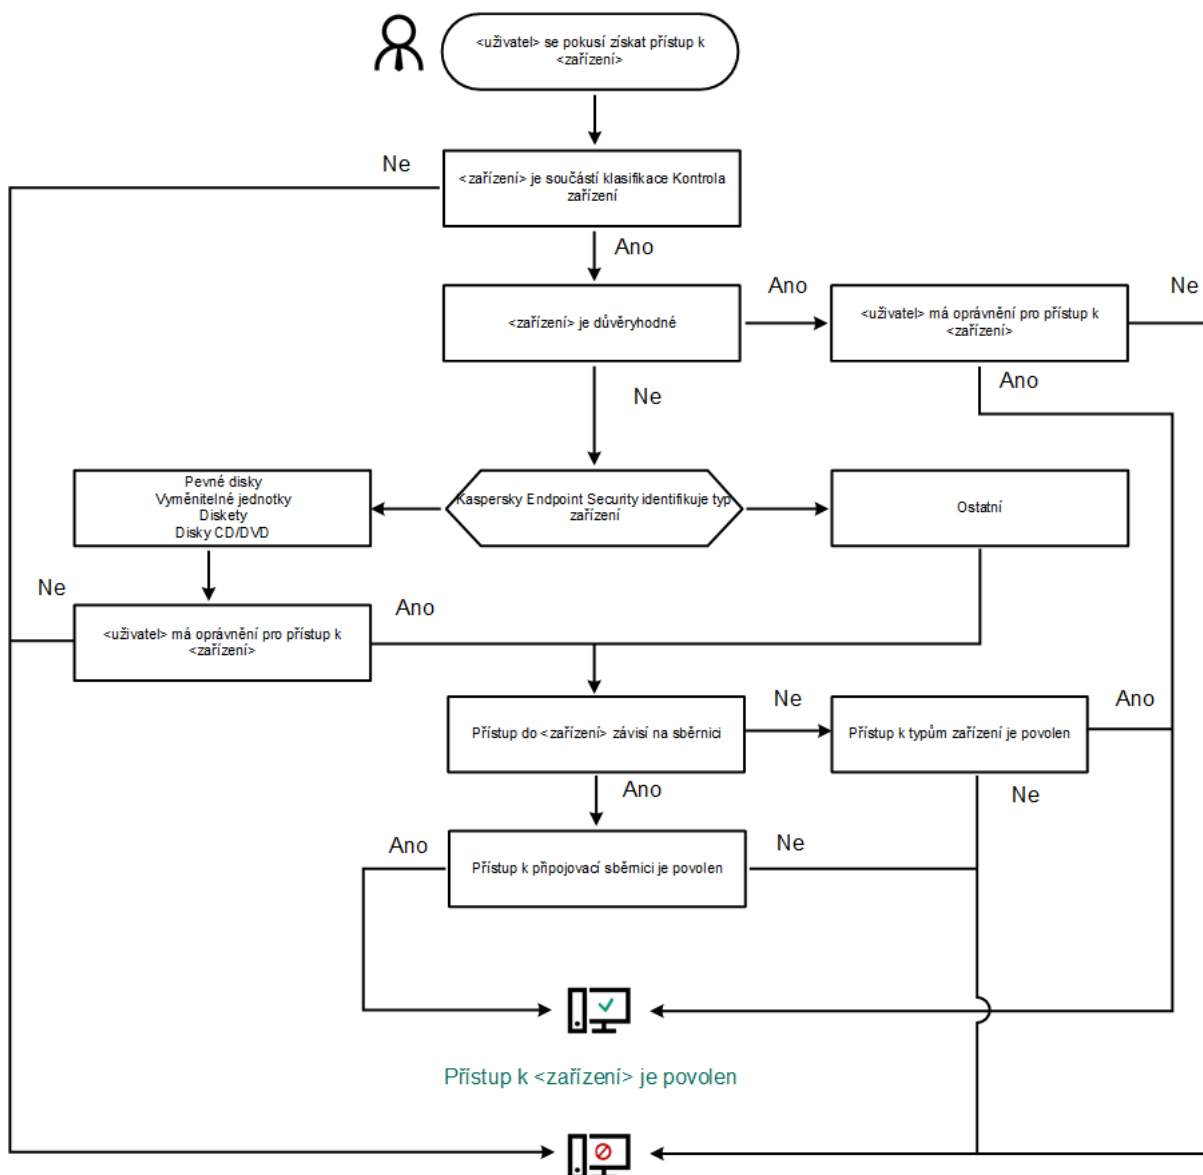 <uživatel> se pokusí získat přístup k
<zařízení>
Ne
<zařízení> je součástí klasifikace Kontrola
zařízení
Ano
<zařízení> je důvěryhodné
Ano
<uživatel> má oprávnění pro přístup k
<zařízení>
Ne
Ano
Ne
Pevné disky
Vyměnitelné jednotky
Diskety
Disky CD/DVD
Kaspersky Endpoint Security identifikuje typ
zařízení
Ostatní
Ne
<uživatel> má oprávnění pro přístup k
<zařízení>
Ano
Přístup do <zařízení> závisí na sběrnici
Ne
Přístup k typům zařízení je povolen
Ano
Ano
Ne
Ano
Přístup k připojovací sběrnici je povolen
Ne
Přístup k <zařízení> je povolen